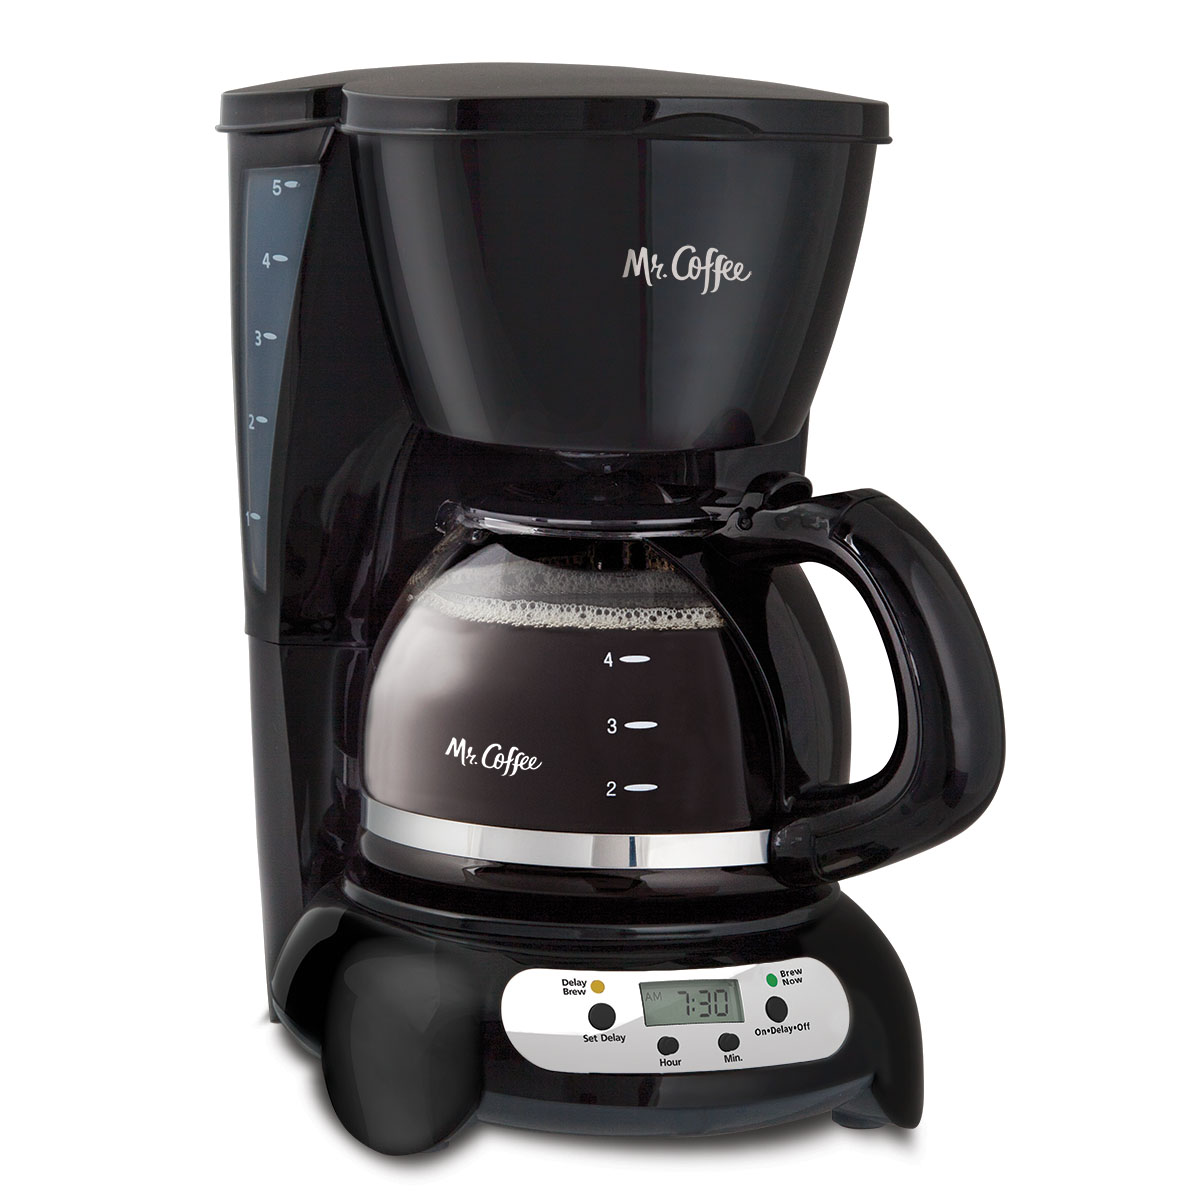 5
4
3
2
1
Mr. Coffee
4
3
2
Mr. Coffee
Delay
Brew
Set Delay
AM 7:30
Hour
Min.
Brew
Now
On•Delay•Off